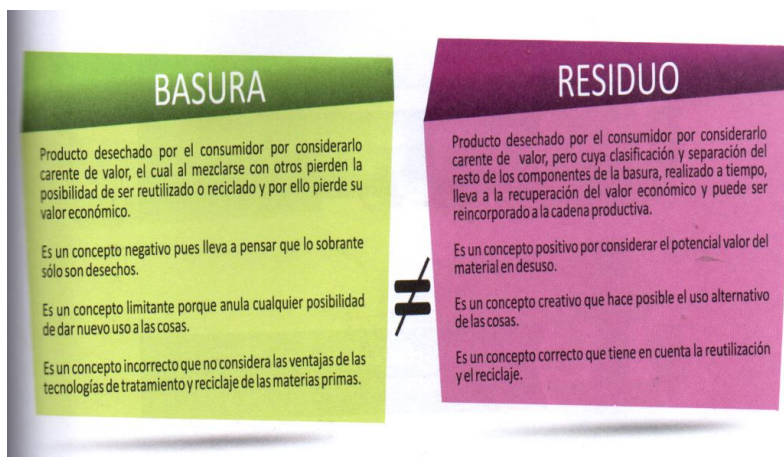 BASURA
Producto desechado por el consumidor por considerarlo
carente de valor, el cual al mezclarse con otros pierden la
posibilidad de ser reutilizado o reciclado y por ello pierde su
valor económico.
Es un concepto negativo pues lleva a pensar que lo sobrante
sólo son desechos.
Es un concepto limitante porque anula cualquier posibilidad
de dar nuevo uso a las cosas.
Es un concepto incorrecto que no considera las ventajas de las
tecnologías de tratamiento y reciclaje de las materias primas.
≠
RESIDUO
Producto desechado por el consumidor por considerarlo
carente de valor, pero cuya clasificación y separación del
resto de los componentes de la basura, realizado a tiempo,
lleva a la recuperación del valor económico y puede ser
reincorporado a la cadena productiva.
Es un concepto positivo por considerar el potencial valor del
material en desuso.
Es un concepto creativo que hace posible el uso alternativo
de las cosas.
Es un concepto correcto que tiene en cuenta la reutilización
y el reciclaje.